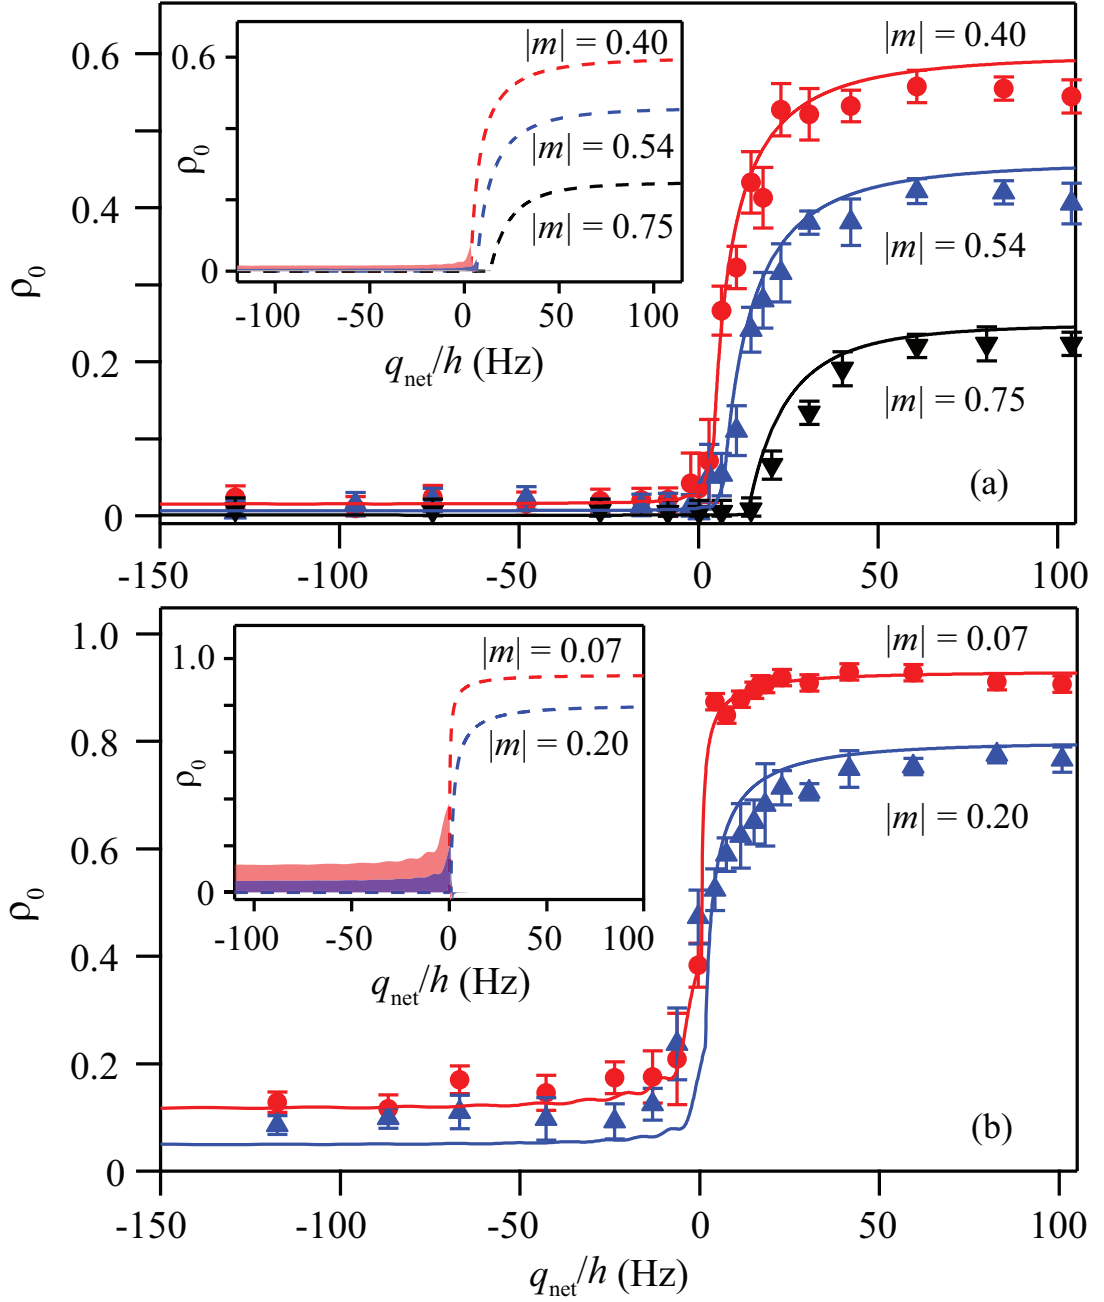 |m| = 0.40
0.6
|m| = 0.40
0.6
ρ0
|m| = 0.54
|m| = 0.75
0
-100 -50 0 50 100
qnet/h (Hz)
0.4
|m| = 0.54
ρ0
0.2
|m| = 0.75
(a)
0
-150 -100 -50 0 50 100
1.0
|m| = 0.07
1.0
|m| = 0.07
ρ0
|m| = 0.20
0
-100 -50 0 50 100
qnet/h (Hz)
0.8
|m| = 0.20
0.6
ρ0
0.4
0.2
(b)
0
-150 -100 -50 0 50 100
qnet/h (Hz)